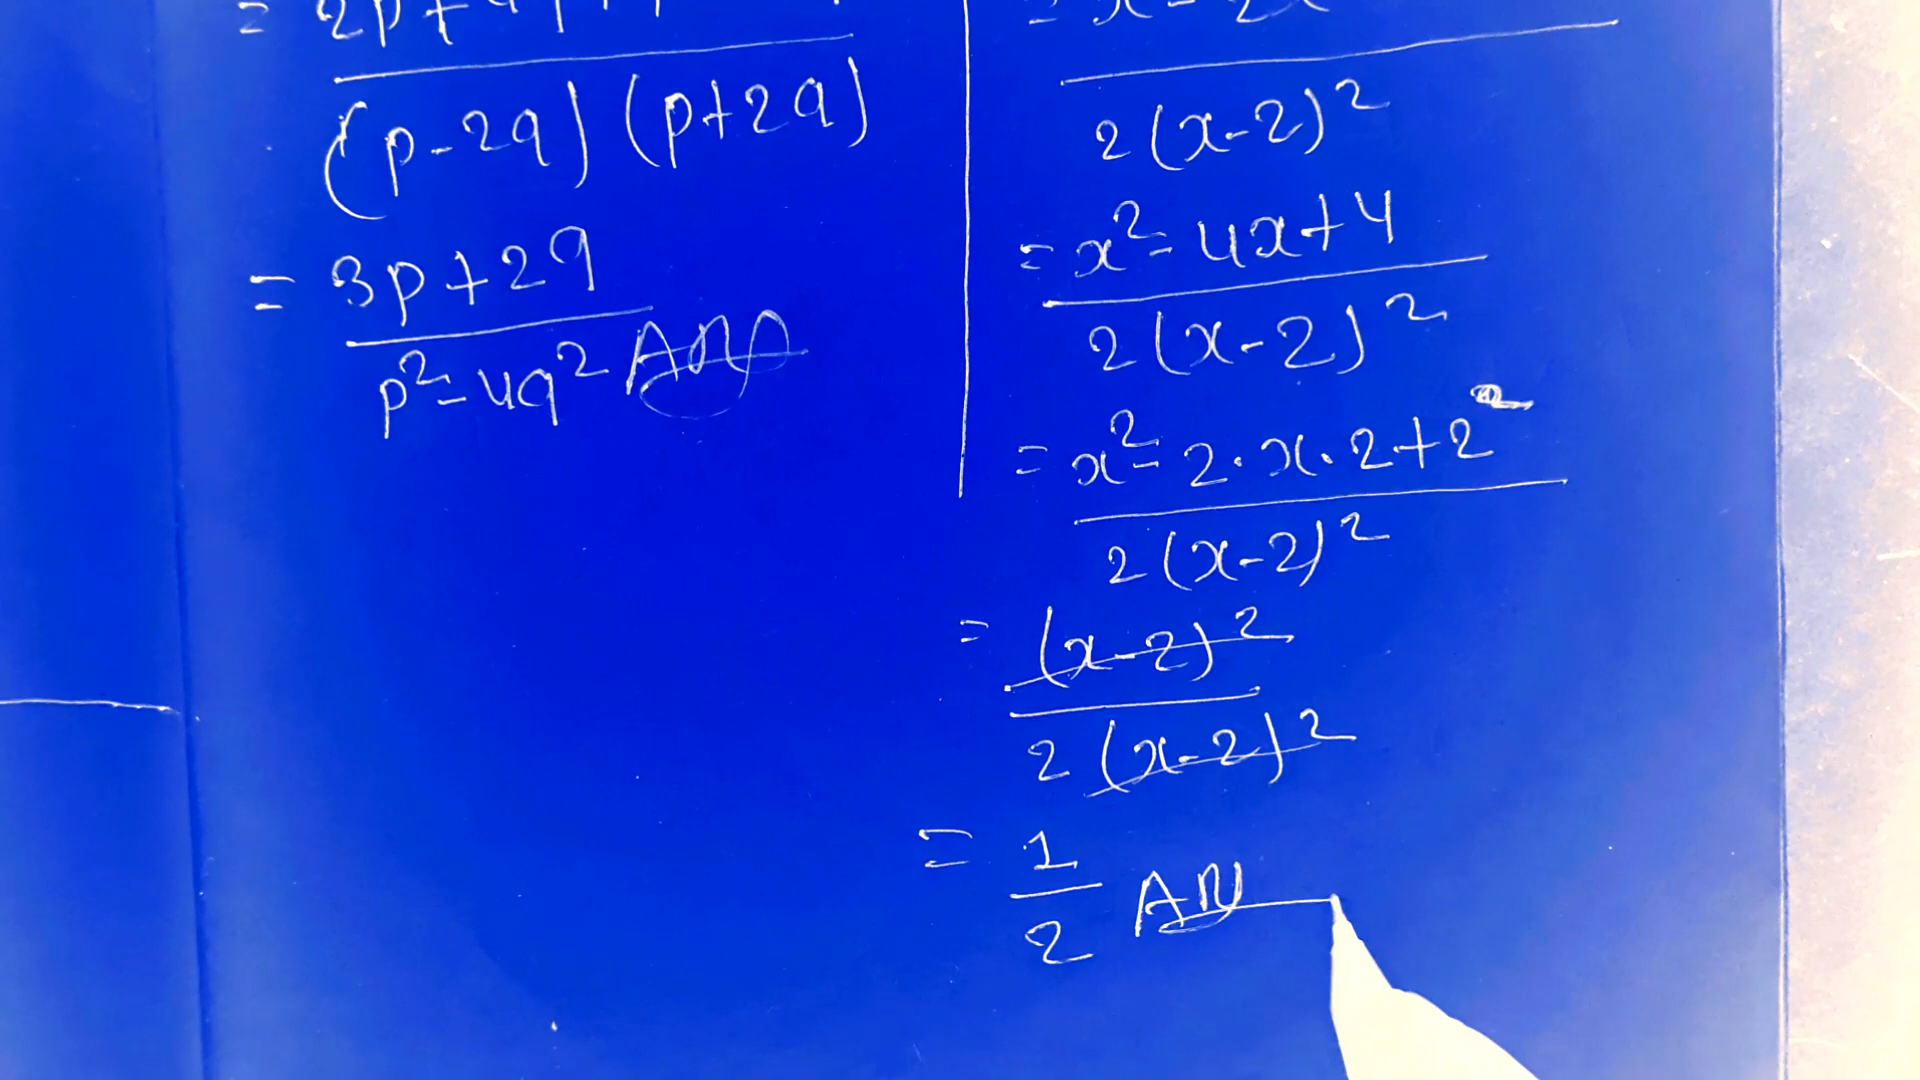 (p-2q) (p+2q)
= 3p+2q
p²-4q² Ans
2(x-2)²
= x²-4x+4
2(x-2)²
= x²-2·x·2+2²
2(x-2)²
= (x-2)²
2(x-2)²
= 1
2 Ans